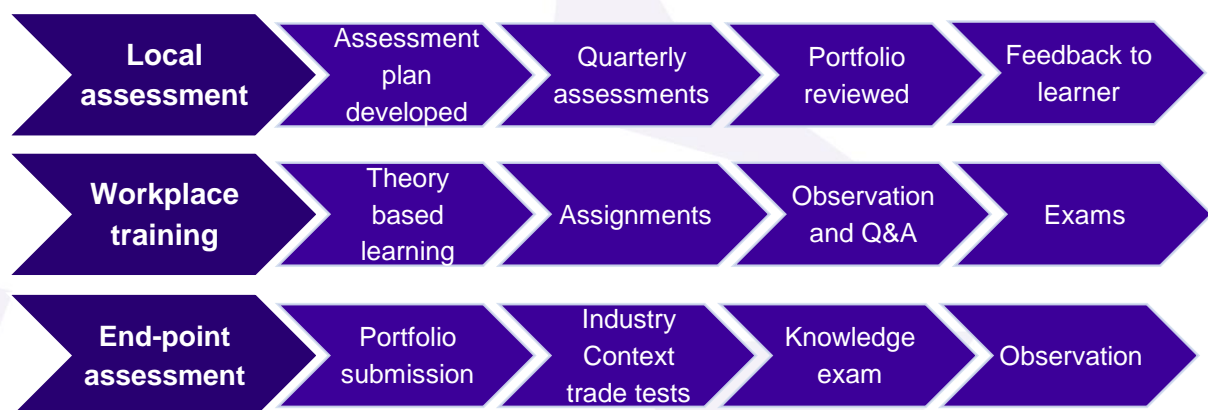 Local
assessment
Assessment
plan
developed
Quarterly
assessments
Portfolio
reviewed
Feedback to
learner
Workplace
training
Theory
based
learning
Assignments
Observation
and Q&A
Exams
End-point
assessment
Portfolio
submission
Industry
Context
trade tests
Knowledge
exam
Observation